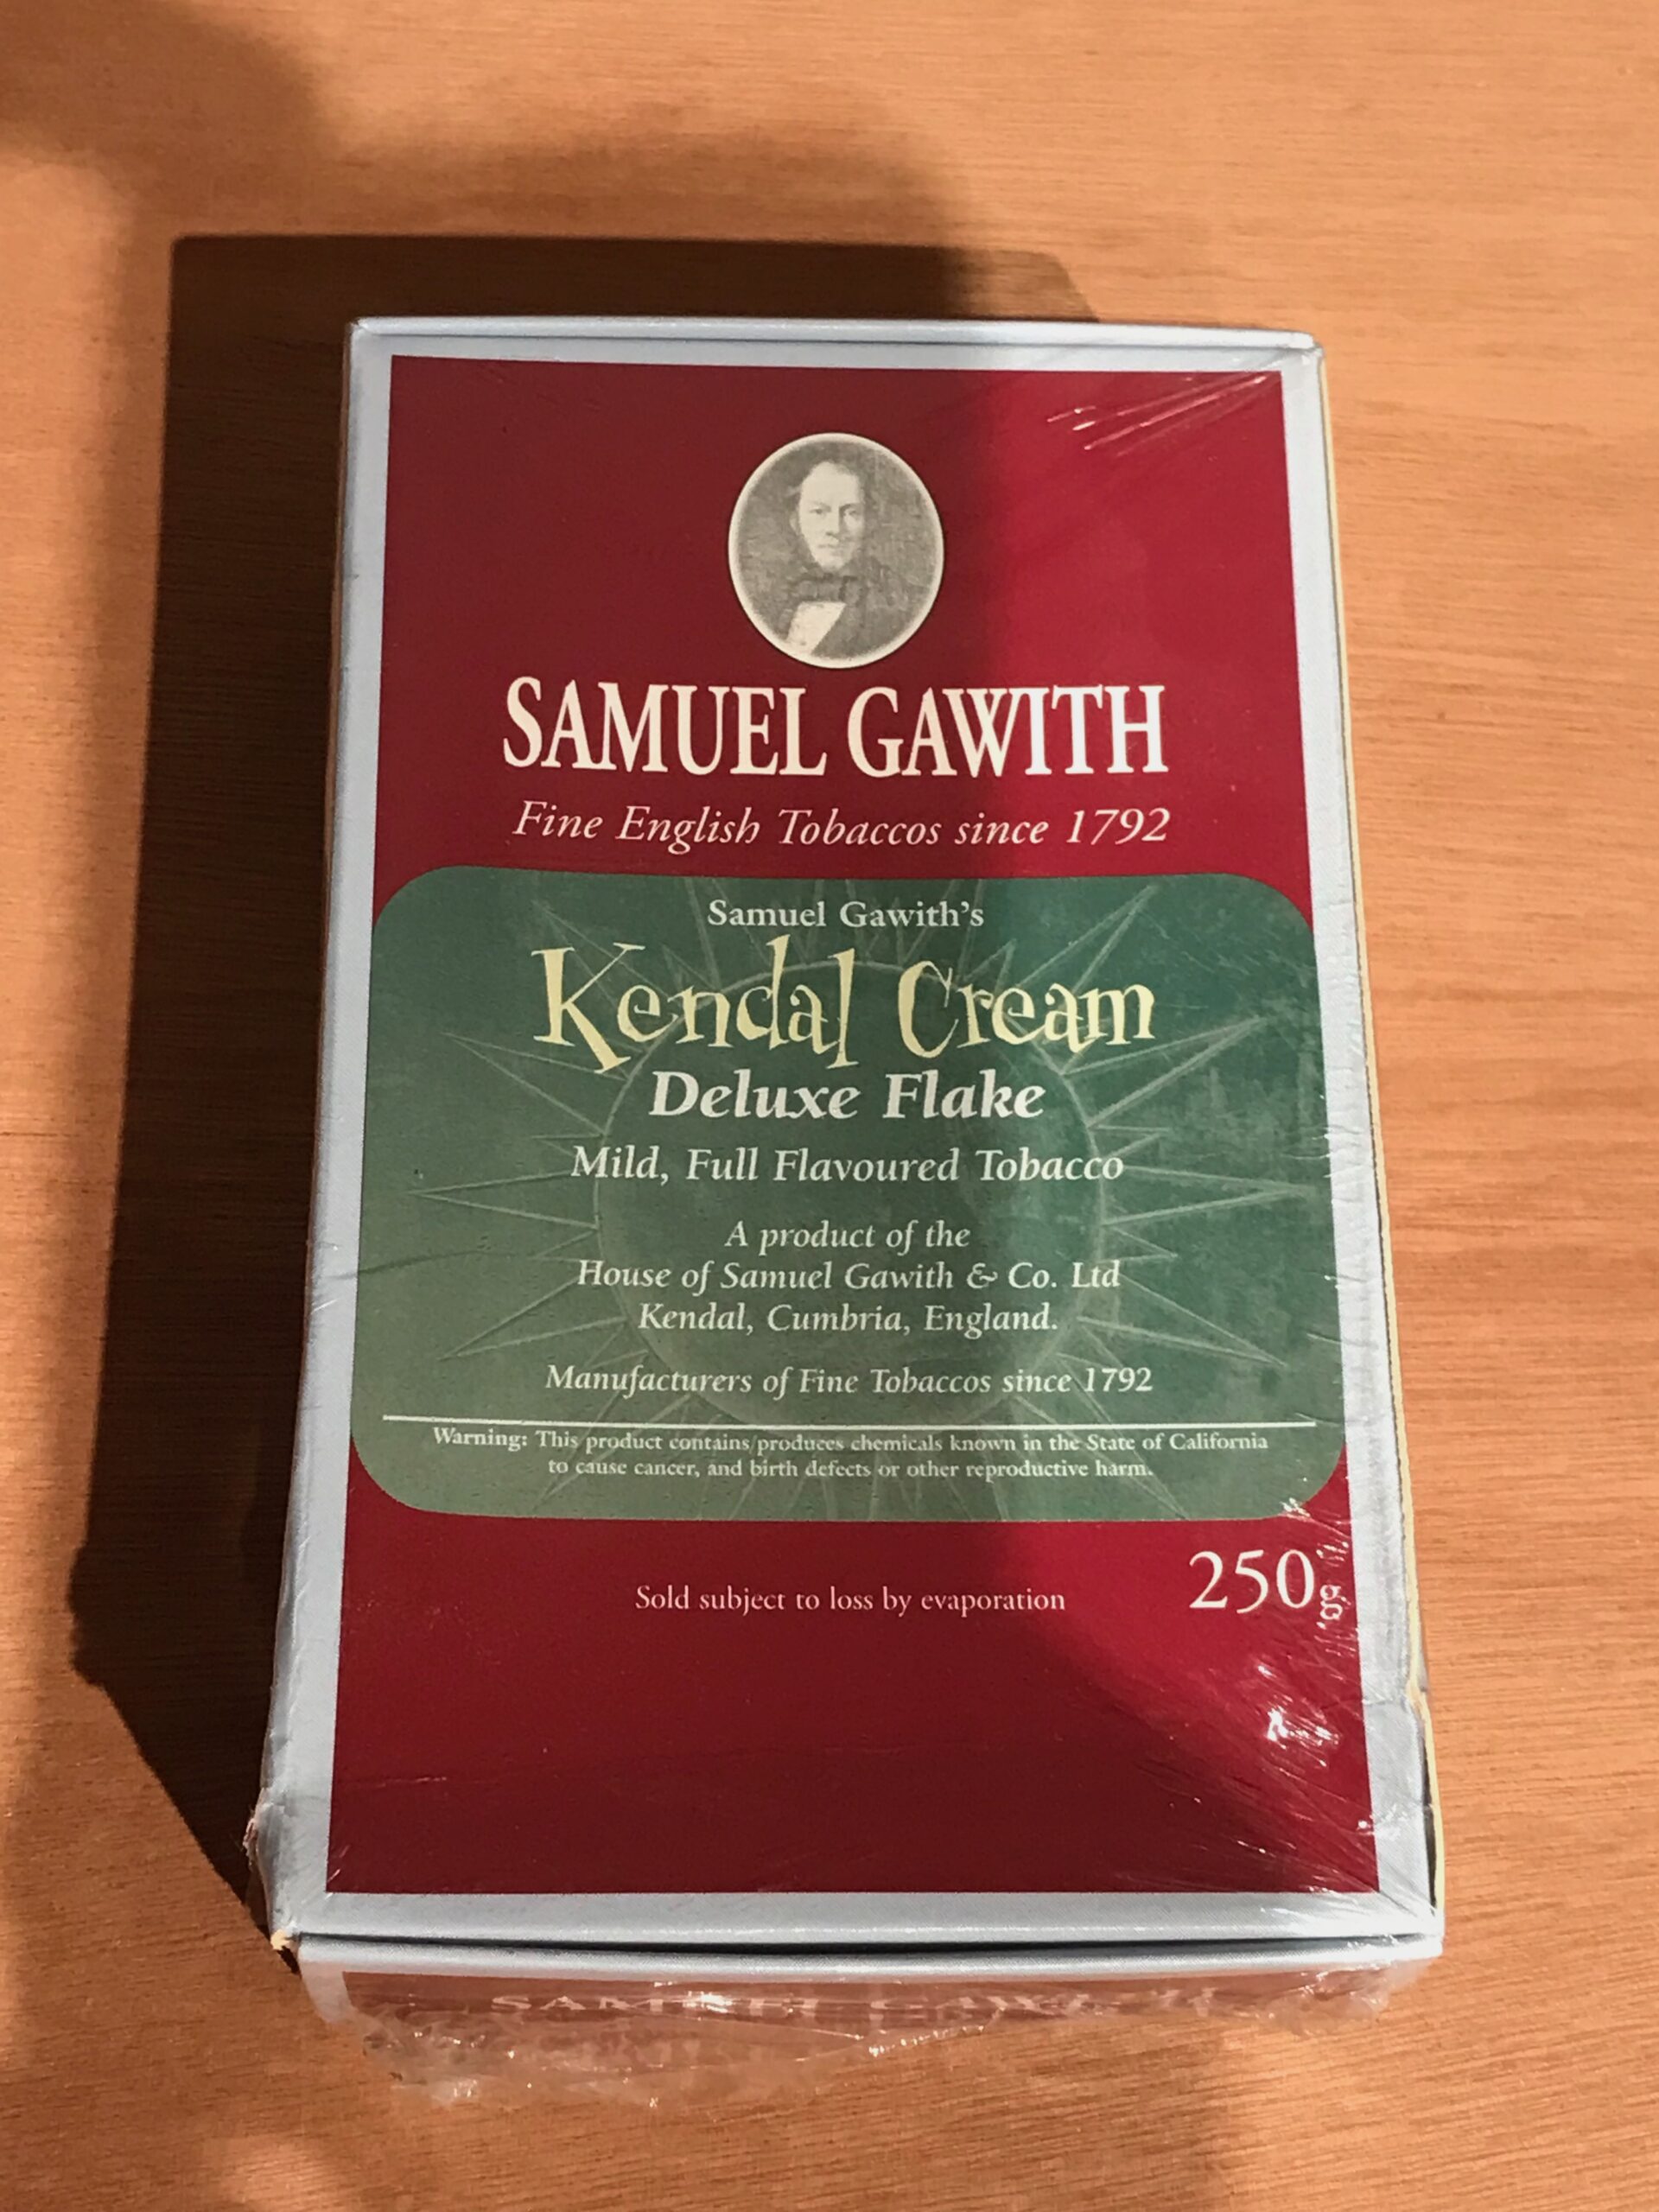 SAMUEL GAWITH
Fine English Tobaccos since 1792
Samuel Gawith's
Kendal Cream
Deluxe Flake
Mild, Full Flavoured Tobacco
A product of the
House of Samuel Gawith & Co. Ltd
Kendal, Cumbria, England.
Manufacturers of Fine Tobaccos since 1792
Warning: This product contains/produces chemicals known in the State of California
to cause cancer, and birth defects or other reproductive harm.
250g
Sold subject to loss by evaporation
SAMUEL GAWITH